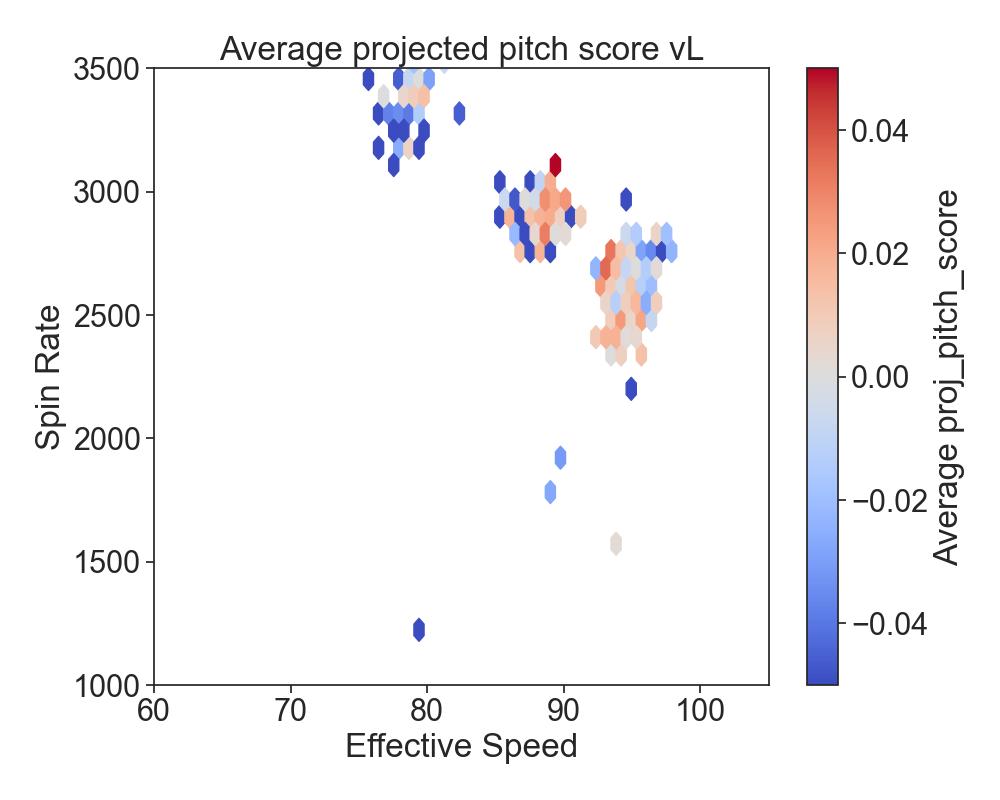 Average projected pitch score vL
3500
3000
2500
2000
1500
1000
Spin Rate
60 70 80 90 100
Effective Speed
0.04
0.02
0.00
−0.02
−0.04
Average proj_pitch_score